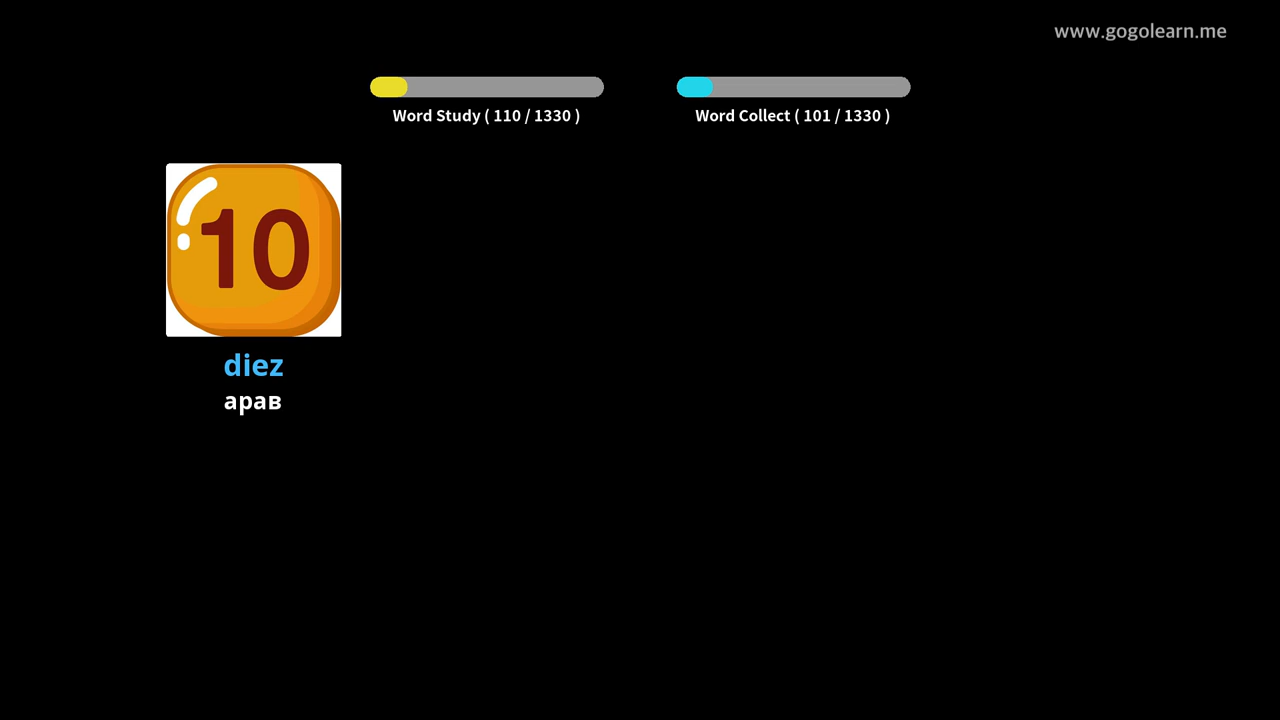 www.gogolearn.me
Word Study ( 110 / 1330 )
Word Collect ( 101 / 1330 )
10
diez
арав